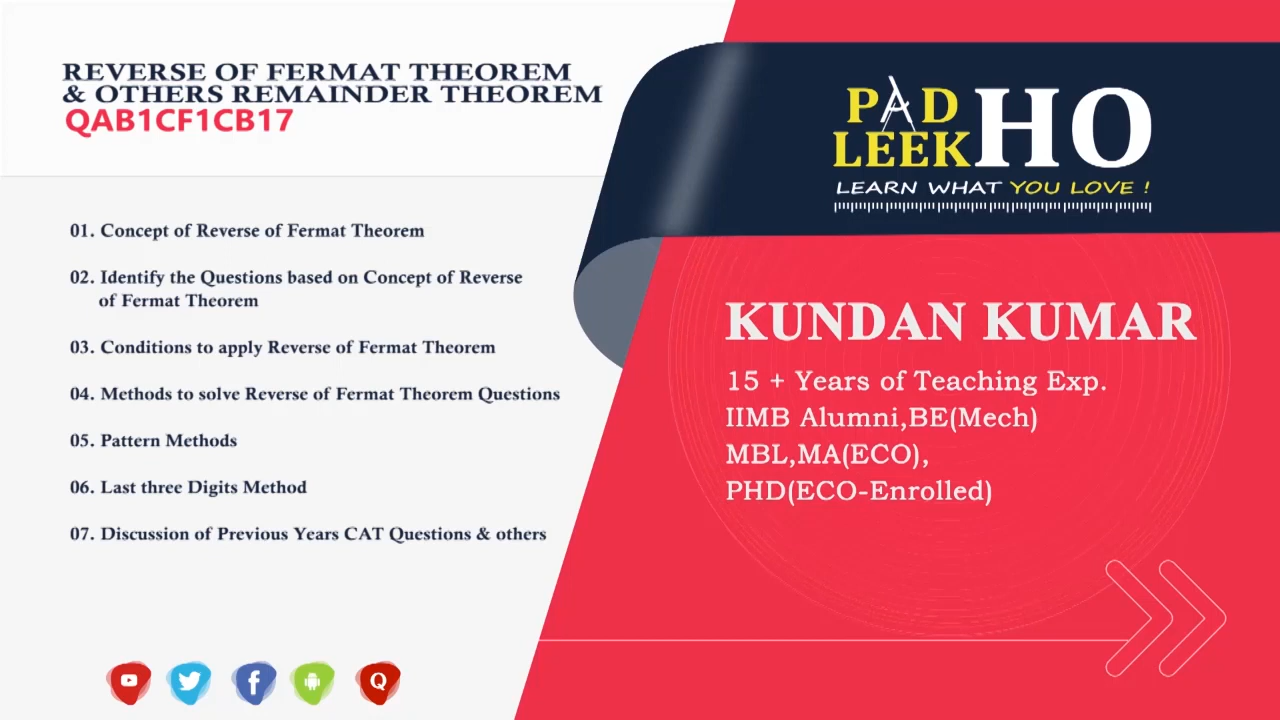 REVERSE OF FERMAT THEOREM
& OTHERS REMAINDER THEOREM
QAB1CF1CB17
01. Concept of Reverse of Fermat Theorem
02. Identify the Questions based on Concept of Reverse
of Fermat Theorem
03. Conditions to apply Reverse of Fermat Theorem
04. Methods to solve Reverse of Fermat Theorem Questions
05. Pattern Methods
06. Last three Digits Method
07. Discussion of Previous Years CAT Questions & others
PAD
LEEK HO
LEARN WHAT YOU LOVE !
KUNDAN KUMAR
15 + Years of Teaching Exp.
IIMB Alumni,BE(Mech)
MBL,MA(ECO),
PHD(ECO-Enrolled)
Q